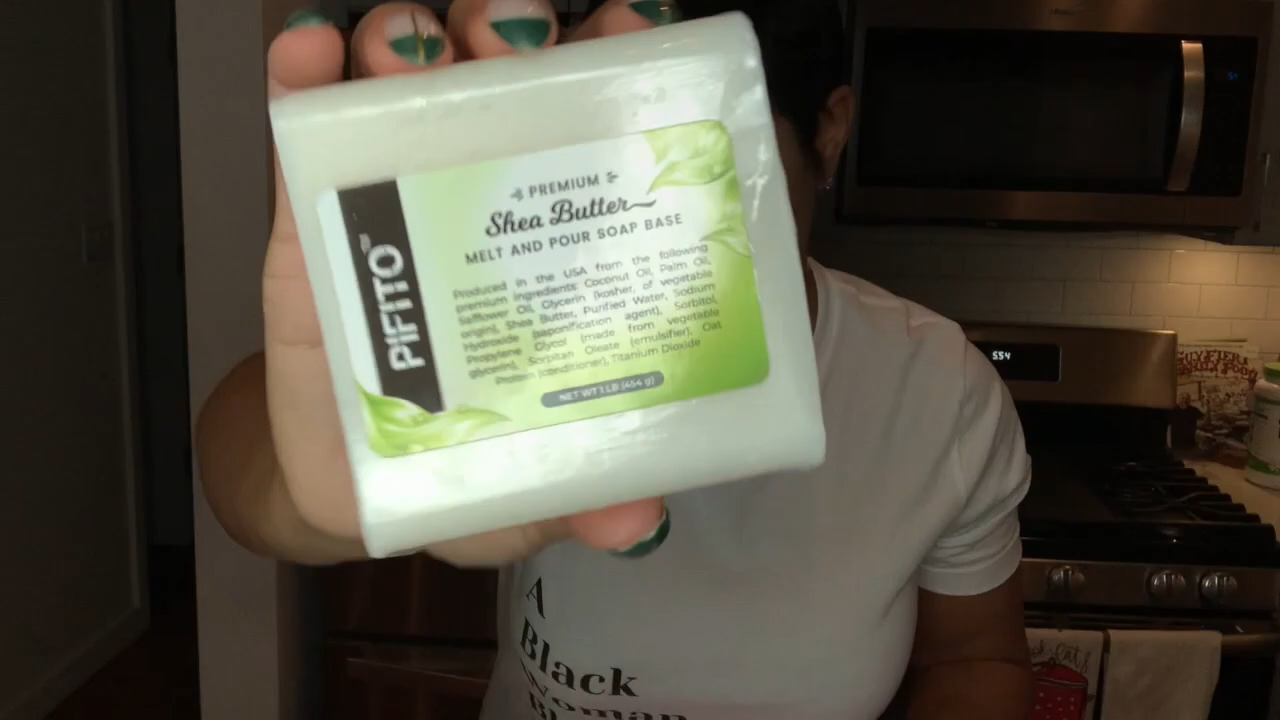 PREMIUM
Shea Butter
MELT AND POUR SOAP BASE
PIFITO™
Produced in the USA from the following
premium ingredients: Coconut Oil, Palm Oil,
Safflower Oil, Glycerin (kosher, of vegetable
origin), Shea Butter, Purified Water, Sodium
Hydroxide (saponification agent), Sorbitol,
Propylene Glycol (made from vegetable
glycerin), Sorbitan Oleate (emulsifier), Oat
Protein (conditioner), Titanium Dioxide
NET WT 1 LB (454 g)
A
Black
Woman
5:54